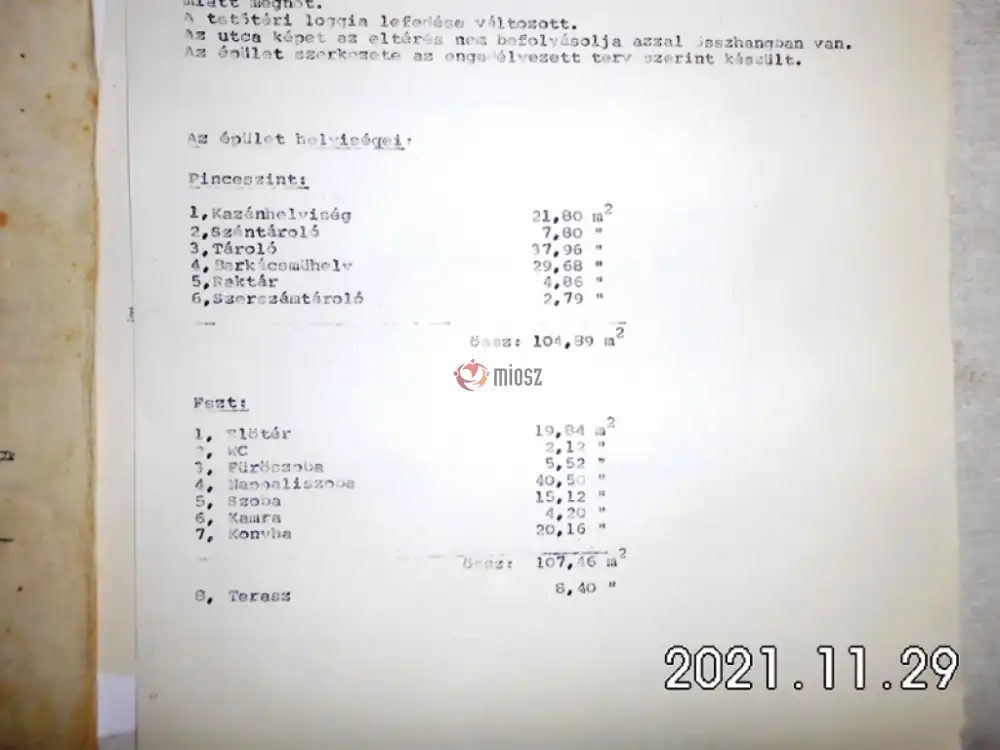 miatt megnőt.
A tetőtéri loggia lefedése változott.
Az utca képet az eltérés nem befolyásolja azzal összhangban van.
Az épület szerkezete az engedélyezett terv szerint készült.
Az épület helyiségei:
Pinceszint:
1, Kazánhelyiség 21,80 m2
2, Szántároló 7,80 "
3, Tároló 37,96 "
4, Barkácsműhely 29,68 "
5, Raktár 4,86 "
6, Szerszámtároló 2,79 "
össz: 104,89 m2
miosz
Fszt:
1, Előtér 19,84 m2
2, WC 2,12 "
3, Fürőszoba 5,52 "
4, Nappaliszoba 40,50 "
5, Szoba 15,12 "
6, Kamra 4,20 "
7, Konyha 20,16 "
össz: 107,46 m2
8, Terasz 8,40 "
2021.11.29